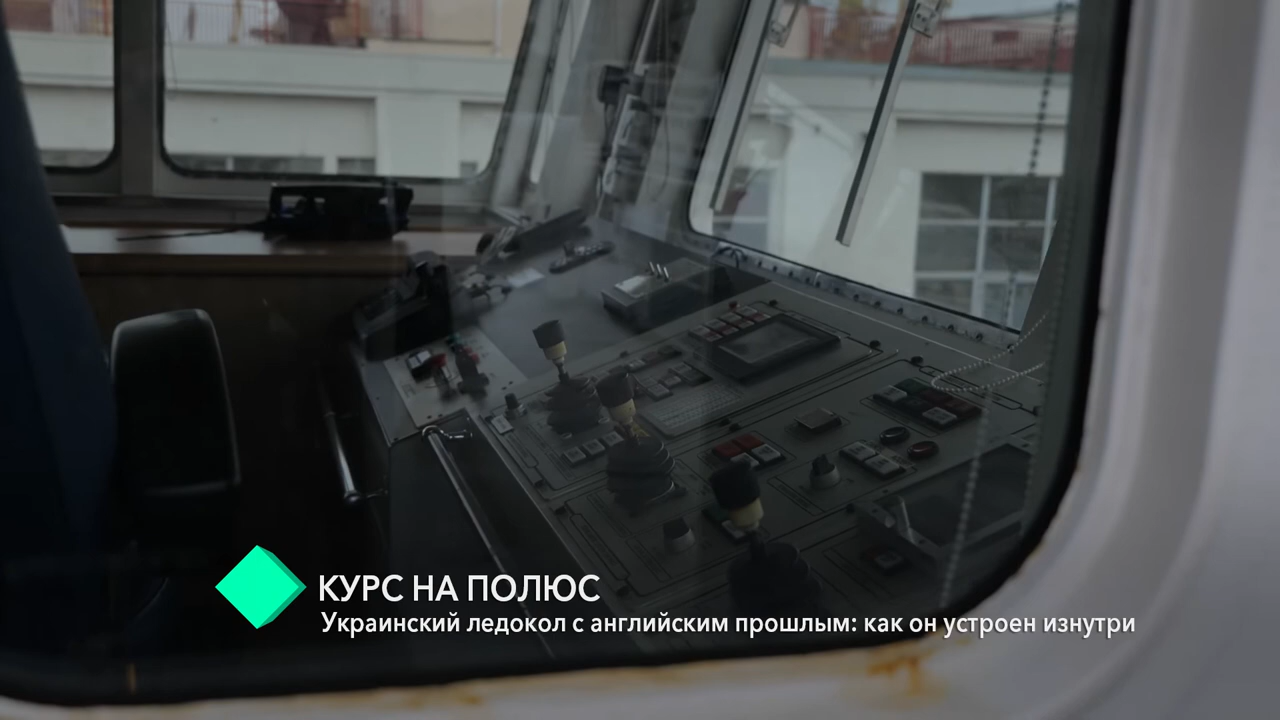 КУРС НА ПОЛЮС
Украинский ледокол с английским прошлым: как он устроен изнутри